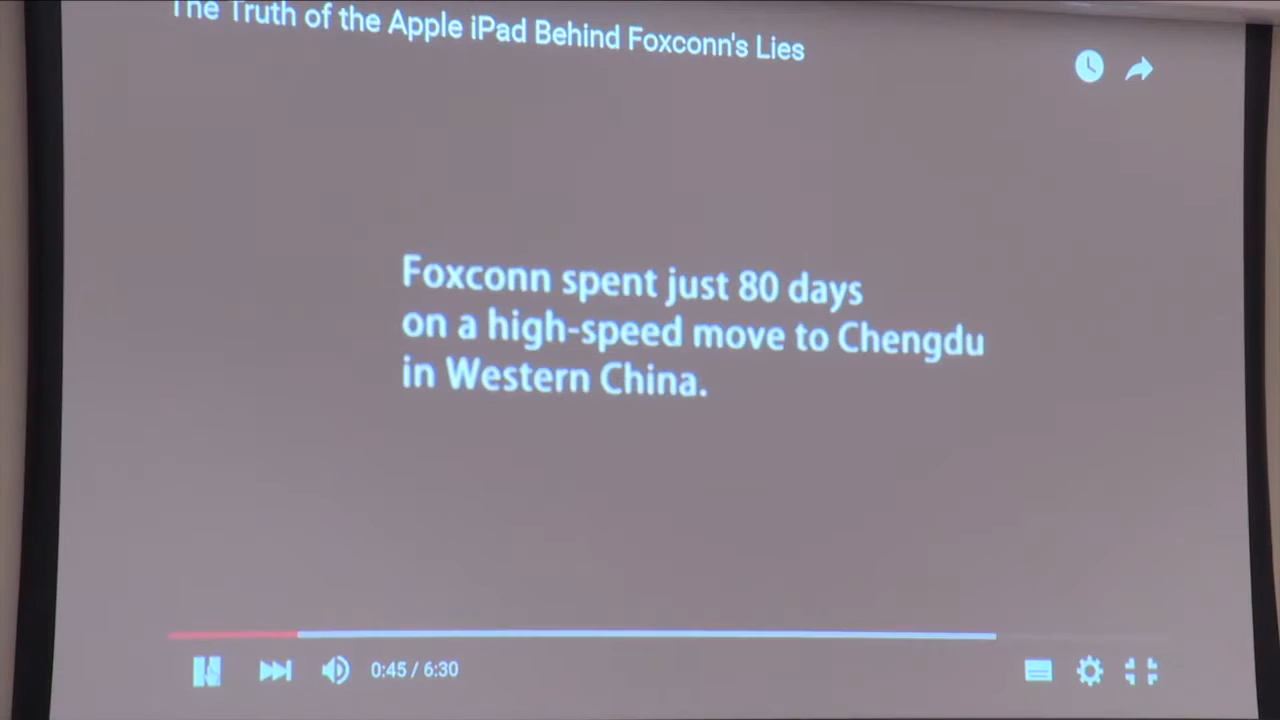 The Truth of the Apple iPad Behind Foxconn's Lies
Foxconn spent just 80 days
on a high-speed move to Chengdu
in Western China.
0:45 / 6:30